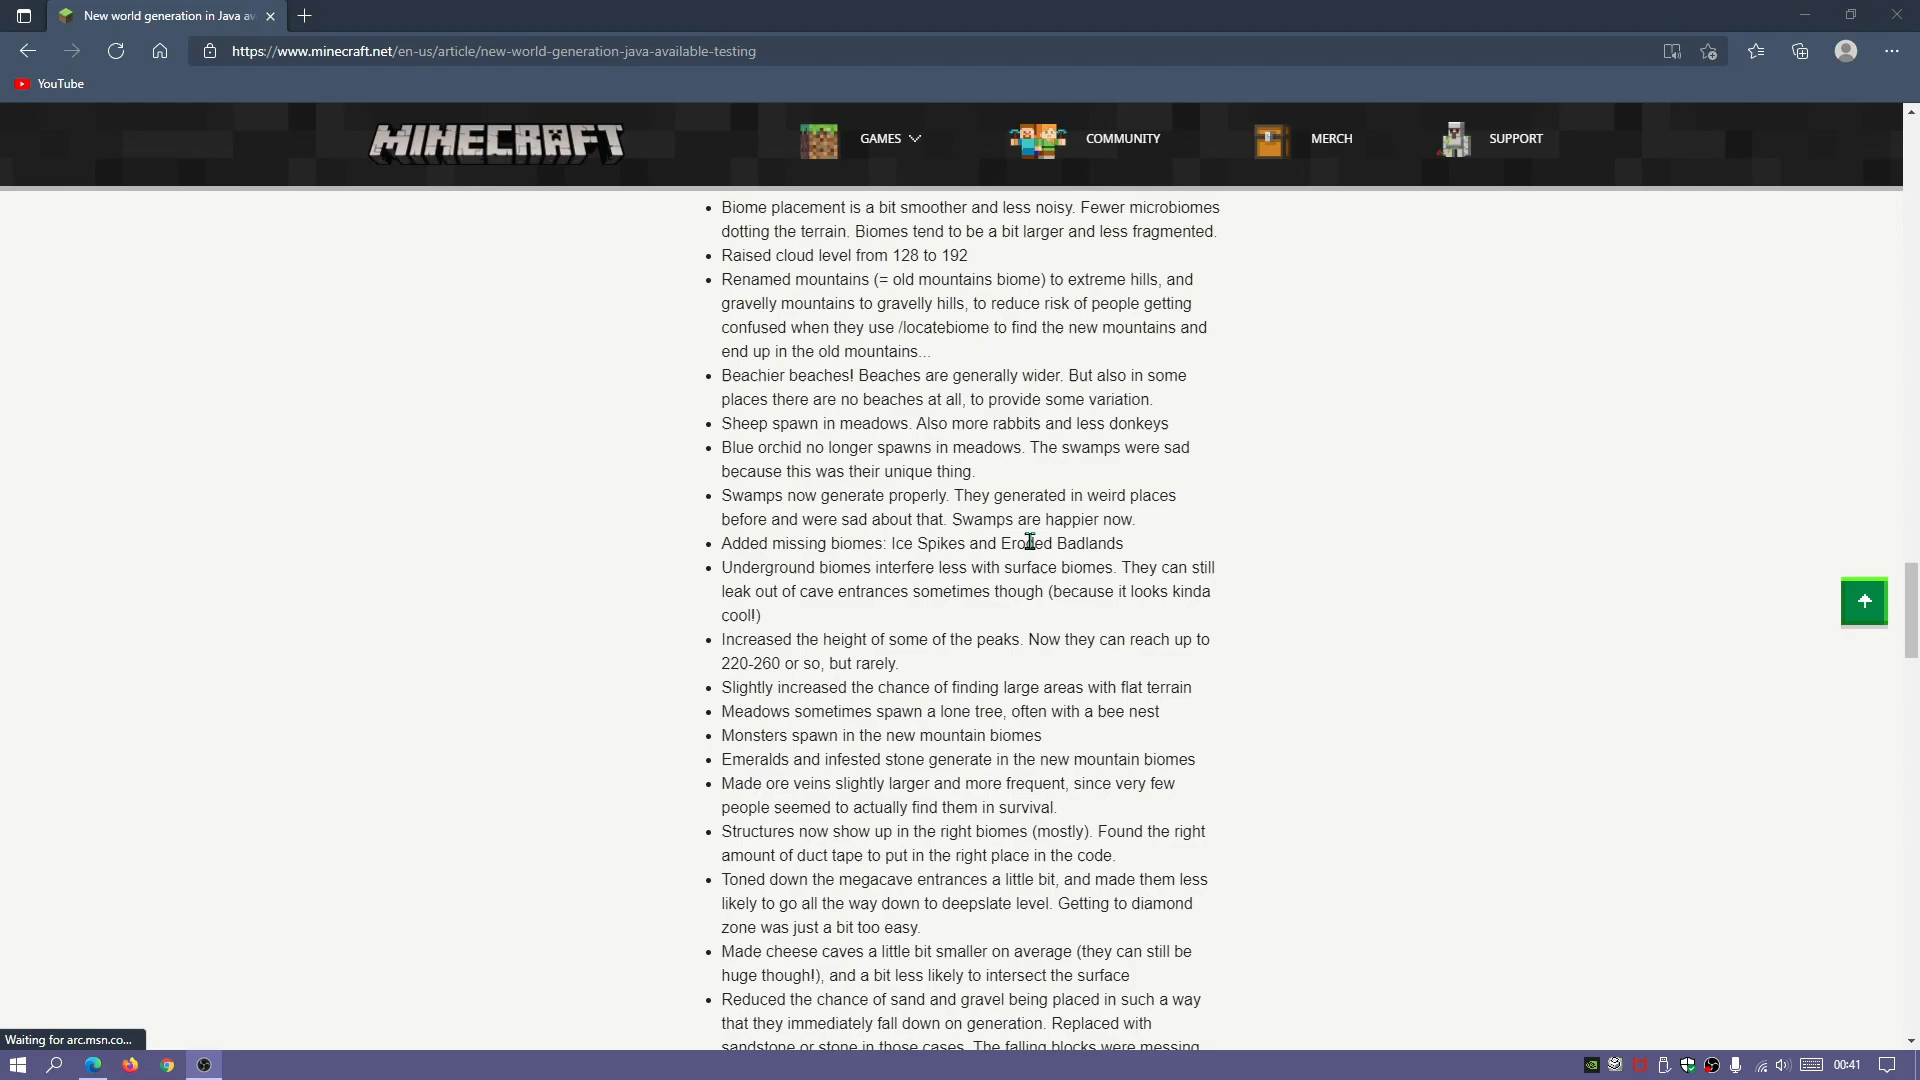 New world generation in Java av
https://www.minecraft.net/en-us/article/new-world-generation-java-available-testing
YouTube
MINECRAFT
GAMES
COMMUNITY
MERCH
SUPPORT
Biome placement is a bit smoother and less noisy. Fewer microbiomes
dotting the terrain. Biomes tend to be a bit larger and less fragmented.
Raised cloud level from 128 to 192
Renamed mountains (= old mountains biome) to extreme hills, and
gravelly mountains to gravelly hills, to reduce risk of people getting
confused when they use /locatebiome to find the new mountains and
end up in the old mountains...
Beachier beaches! Beaches are generally wider. But also in some
places there are no beaches at all, to provide some variation.
Sheep spawn in meadows. Also more rabbits and less donkeys
Blue orchid no longer spawns in meadows. The swamps were sad
because this was their unique thing.
Swamps now generate properly. They generated in weird places
before and were sad about that. Swamps are happier now.
Added missing biomes: Ice Spikes and Eroded Badlands
Underground biomes interfere less with surface biomes. They can still
leak out of cave entrances sometimes though (because it looks kinda
cool!)
Increased the height of some of the peaks. Now they can reach up to
220-260 or so, but rarely.
Slightly increased the chance of finding large areas with flat terrain
Meadows sometimes spawn a lone tree, often with a bee nest
Monsters spawn in the new mountain biomes
Emeralds and infested stone generate in the new mountain biomes
Made ore veins slightly larger and more frequent, since very few
people seemed to actually find them in survival.
Structures now show up in the right biomes (mostly). Found the right
amount of duct tape to put in the right place in the code.
Toned down the megacave entrances a little bit, and made them less
likely to go all the way down to deepslate level. Getting to diamond
zone was just a bit too easy.
Made cheese caves a little bit smaller on average (they can still be
huge though!), and a bit less likely to intersect the surface
Reduced the chance of sand and gravel being placed in such a way
that they immediately fall down on generation. Replaced with
sandstone or stone in those cases. The falling blocks were messing
Waiting for arc.msn.co...
00:41